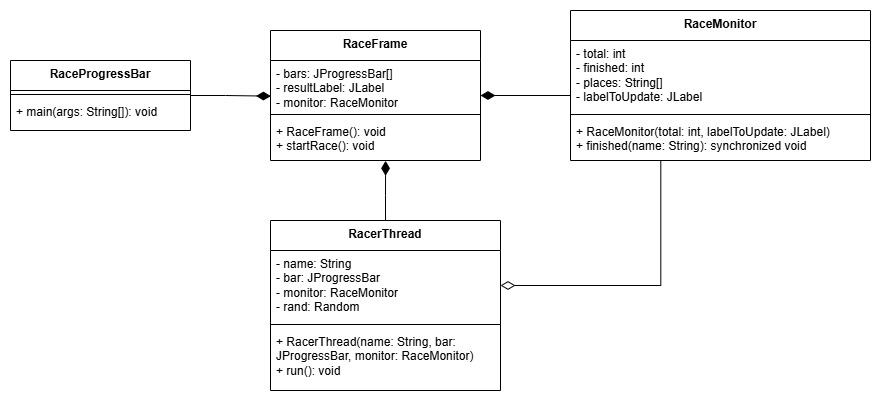 RaceProgressBar
+ main(args: String[]): void
RaceFrame
- bars: JProgressBar[]
- resultLabel: JLabel
- monitor: RaceMonitor
+ RaceFrame(): void
+ startRace(): void
RaceMonitor
- total: int
- finished: int
- places: String[]
- labelToUpdate: JLabel
+ RaceMonitor(total: int, labelToUpdate: JLabel)
+ finished(name: String): synchronized void
RacerThread
- name: String
- bar: JProgressBar
- monitor: RaceMonitor
- rand: Random
+ RacerThread(name: String, bar:
JProgressBar, monitor: RaceMonitor)
+ run(): void